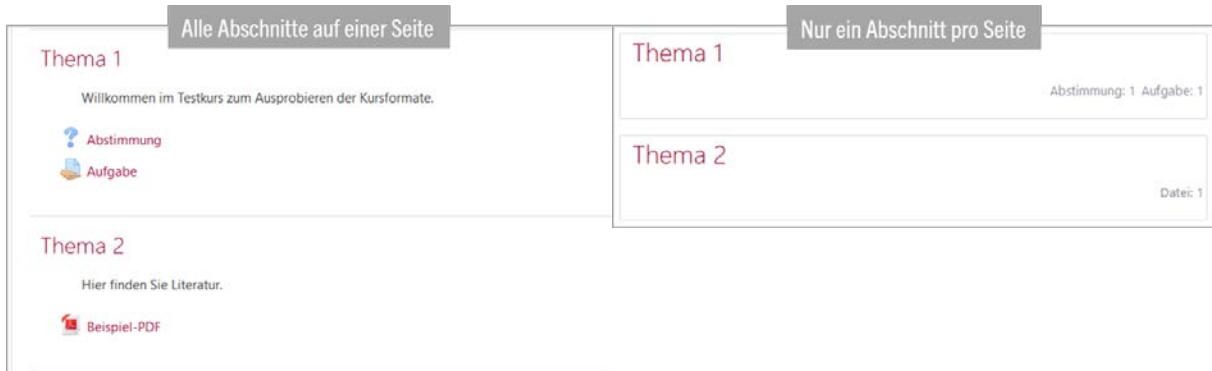 Alle Abschnitte auf einer Seite
Thema 1
Willkommen im Testkurs zum Ausprobieren der Kursformate.
Abstimmung
Aufgabe
Thema 2
Hier finden Sie Literatur.
Beispiel-PDF
Nur ein Abschnitt pro Seite
Thema 1
Abstimmung: 1 Aufgabe: 1
Thema 2
Datei: 1